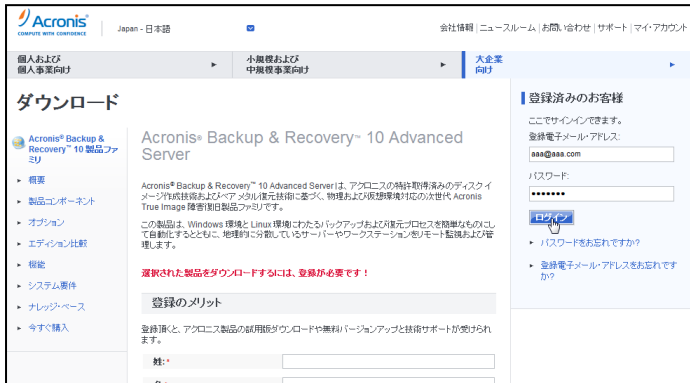 Acronis®
COMPUTE WITH CONFIDENCE
Japan - 日本語
会社情報 | ニュースルーム | お問い合わせ | サポート | マイ・アカウント
個人および
個人事業向け
小規模および
中規模事業向け
大企業
向け
ダウンロード
Acronis® Backup &
Recovery™ 10 製品ファ
ミリ
概要
製品コンポーネント
オプション
エディション比較
機能
システム要件
ナレッジ・ベース
今すぐ購入
Acronis® Backup & Recovery™ 10 Advanced
Server
Acronis® Backup & Recovery™ 10 Advanced Serverは、アクロニスの特許取得済みのディスクイ
メージ作成技術およびベアメタル復元技術に基づく、物理および仮想環境対応の次世代 Acronis
True Image 障害復旧製品ファミリです。
この製品は、Windows 環境と Linux 環境にわたるバックアップおよび復元プロセスを簡単なものにし
て自動化するとともに、地理的に分散しているサーバーやワークステーションをリモート監視および管
理します。
選択された製品をダウンロードするには、登録が必要です!
登録のメリット
登録頂くと、アクロニス製品の試用版ダウンロードや無料バージョンアップと技術サポートが受けられ
ます。
姓:*
登録済みのお客様
ここでサインインできます。
登録電子メール・アドレス:
aaa@aaa.com
パスワード:
•••••••
ログイン
パスワードをお忘れですか?
登録電子メール・アドレスをお忘れです
か?